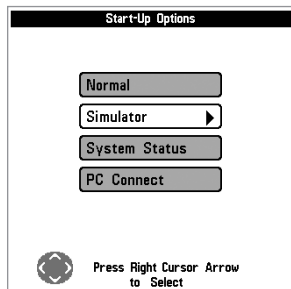 Start-Up Options
Normal
Simulator
System Status
PC Connect
Press Right Cursor Arrow
to Select